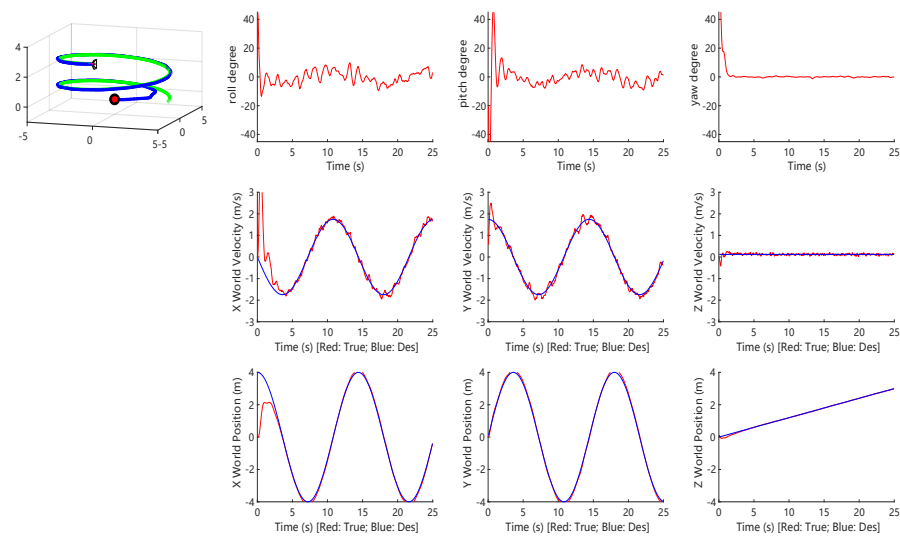 4
2
0
-5
0
5
-5
0
5
roll degree
40
20
0
-20
-40
0 5 10 15 20 25
Time (s)
pitch degree
40
20
0
-20
-40
0 5 10 15 20 25
Time (s)
yaw degree
40
20
0
-20
-40
0 5 10 15 20 25
Time (s)
X World Velocity (m/s)
3
2
1
0
-1
-2
-3
0 5 10 15 20 25
Time (s) [Red: True; Blue: Des]
Y World Velocity (m/s)
3
2
1
0
-1
-2
-3
0 5 10 15 20 25
Time (s) [Red: True; Blue: Des]
Z World Velocity (m/s)
3
2
1
0
-1
-2
-3
0 5 10 15 20 25
Time (s) [Red: True; Blue: Des]
X World Position (m)
4
2
0
-2
-4
0 5 10 15 20 25
Time (s) [Red: True; Blue: Des]
Y World Position (m)
4
2
0
-2
-4
0 5 10 15 20 25
Time (s) [Red: True; Blue: Des]
Z World Position (m)
4
2
0
-2
-4
0 5 10 15 20 25
Time (s) [Red: True; Blue: Des]